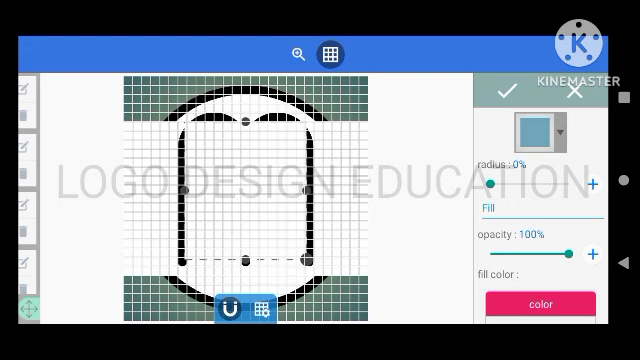 KINEMASTER
LOGO DESIGN EDUCATION
radius : 0%
Fill
opacity : 100%
fill color :
color